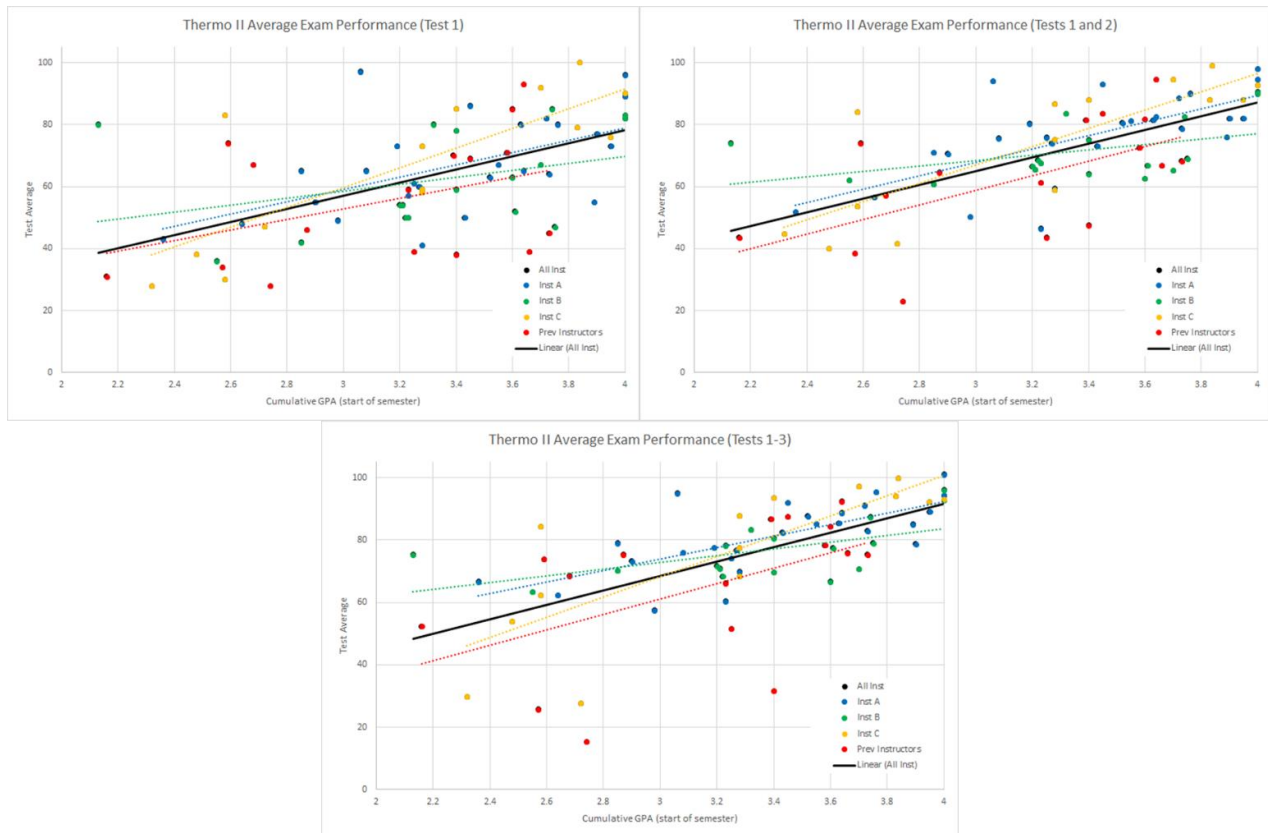 Thermo II Average Exam Performance (Test 1)
100
80
60
40
20
0
Test Average
2
2.2
2.4
2.6
2.8
3
3.2
3.4
3.6
3.8
4
Cumulative GPA (start of semester)
All Inst
Inst A
Inst B
Inst C
Prev Instructors
Linear (All Inst)
Thermo II Average Exam Performance (Tests 1 and 2)
100
80
60
40
20
0
Test Average
2
2.2
2.4
2.6
2.8
3
3.2
3.4
3.6
3.8
4
Cumulative GPA (start of semester)
All Inst
Inst A
Inst B
Inst C
Prev Instructors
Linear (All Inst)
Thermo II Average Exam Performance (Tests 1-3)
100
80
60
40
20
0
Test Average
2
2.2
2.4
2.6
2.8
3
3.2
3.4
3.6
3.8
4
Cumulative GPA (start of semester)
All Inst
Inst A
Inst B
Inst C
Prev Instructors
Linear (All Inst)